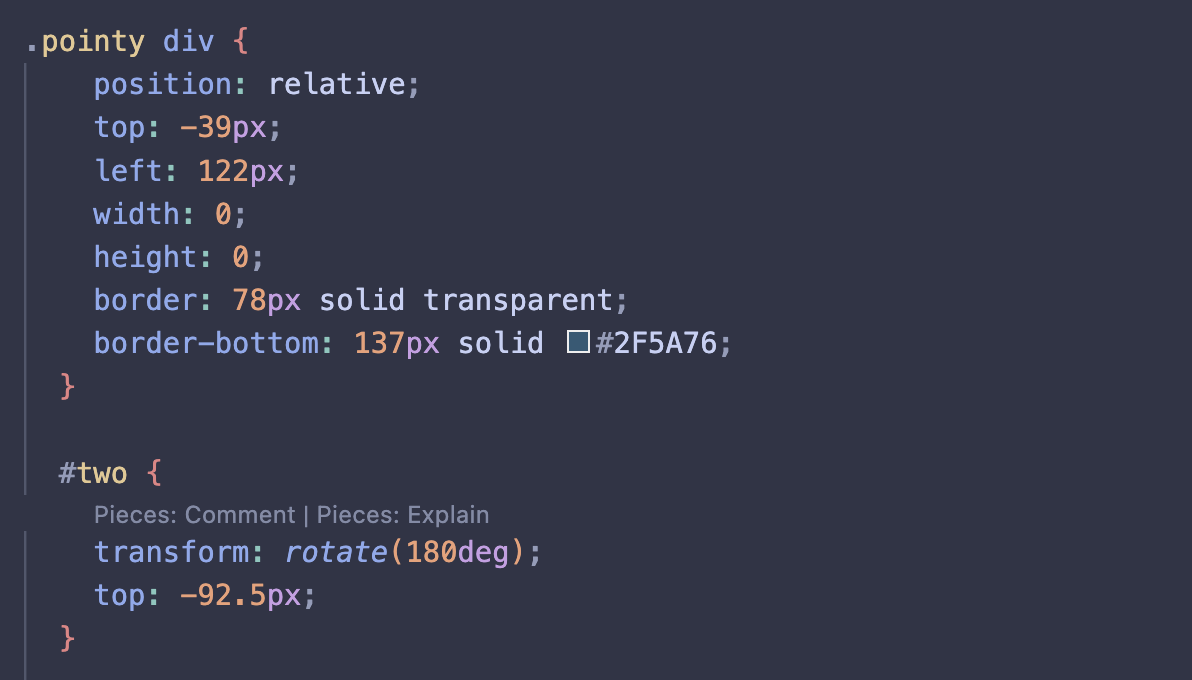 .pointy div {
position: relative;
top: -39px;
left: 122px;
width: 0;
height: 0;
border: 78px solid transparent;
border-bottom: 137px solid #2F5A76;
}
#two {
Pieces: Comment | Pieces: Explain
transform: rotate(180deg);
top: -92.5px;
}